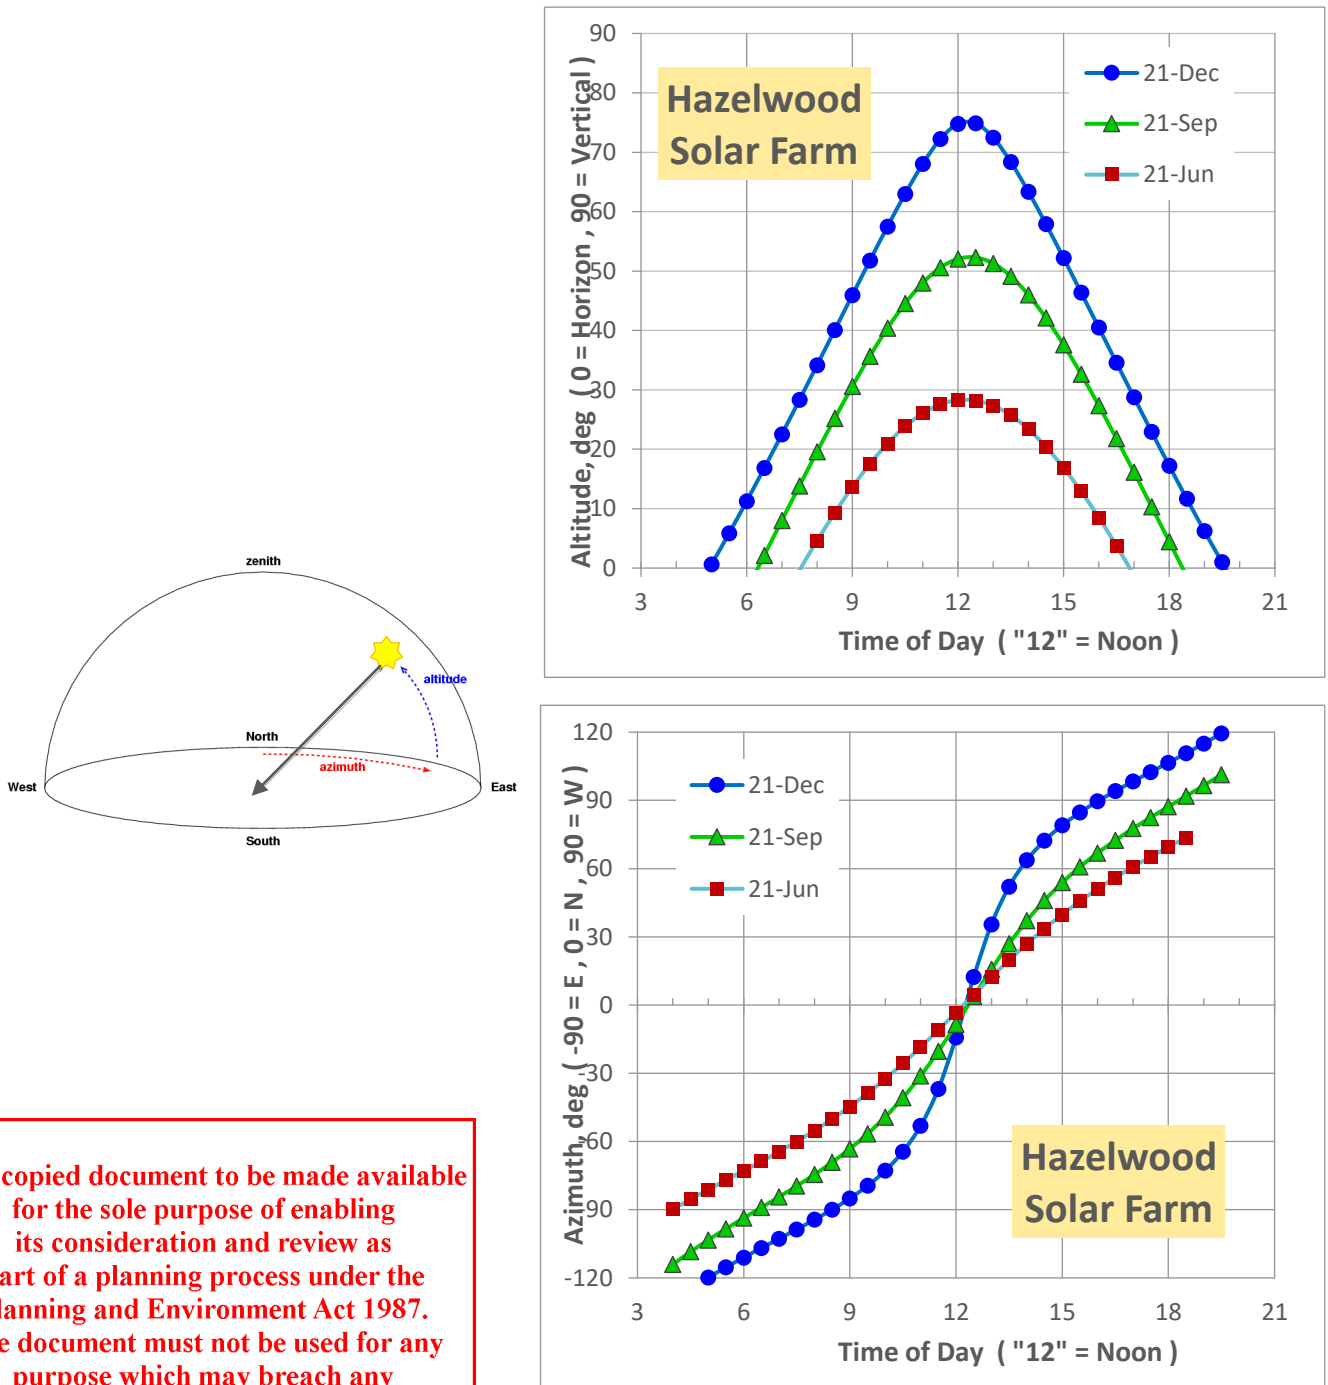 90
80
70
60
50
40
30
20
10
0
Altitude, deg ( 0 = Horizon , 90 = Vertical )
Hazelwood
Solar Farm
21-Dec
21-Sep
21-Jun
3 6 9 12 15 18 21
Time of Day ( "12" = Noon )
zenith
altitude
North
azimuth
West
East
South
120
90
60
30
0
-30
-60
-90
-120
Azimuth, deg ( -90 = E , 0 = N , 90 = W )
21-Dec
21-Sep
21-Jun
Hazelwood
Solar Farm
3 6 9 12 15 18 21
Time of Day ( "12" = Noon )
copied document to be made available
for the sole purpose of enabling
its consideration and review as
art of a planning process under the
lanning and Environment Act 1987.
e document must not be used for any
purpose which may breach any